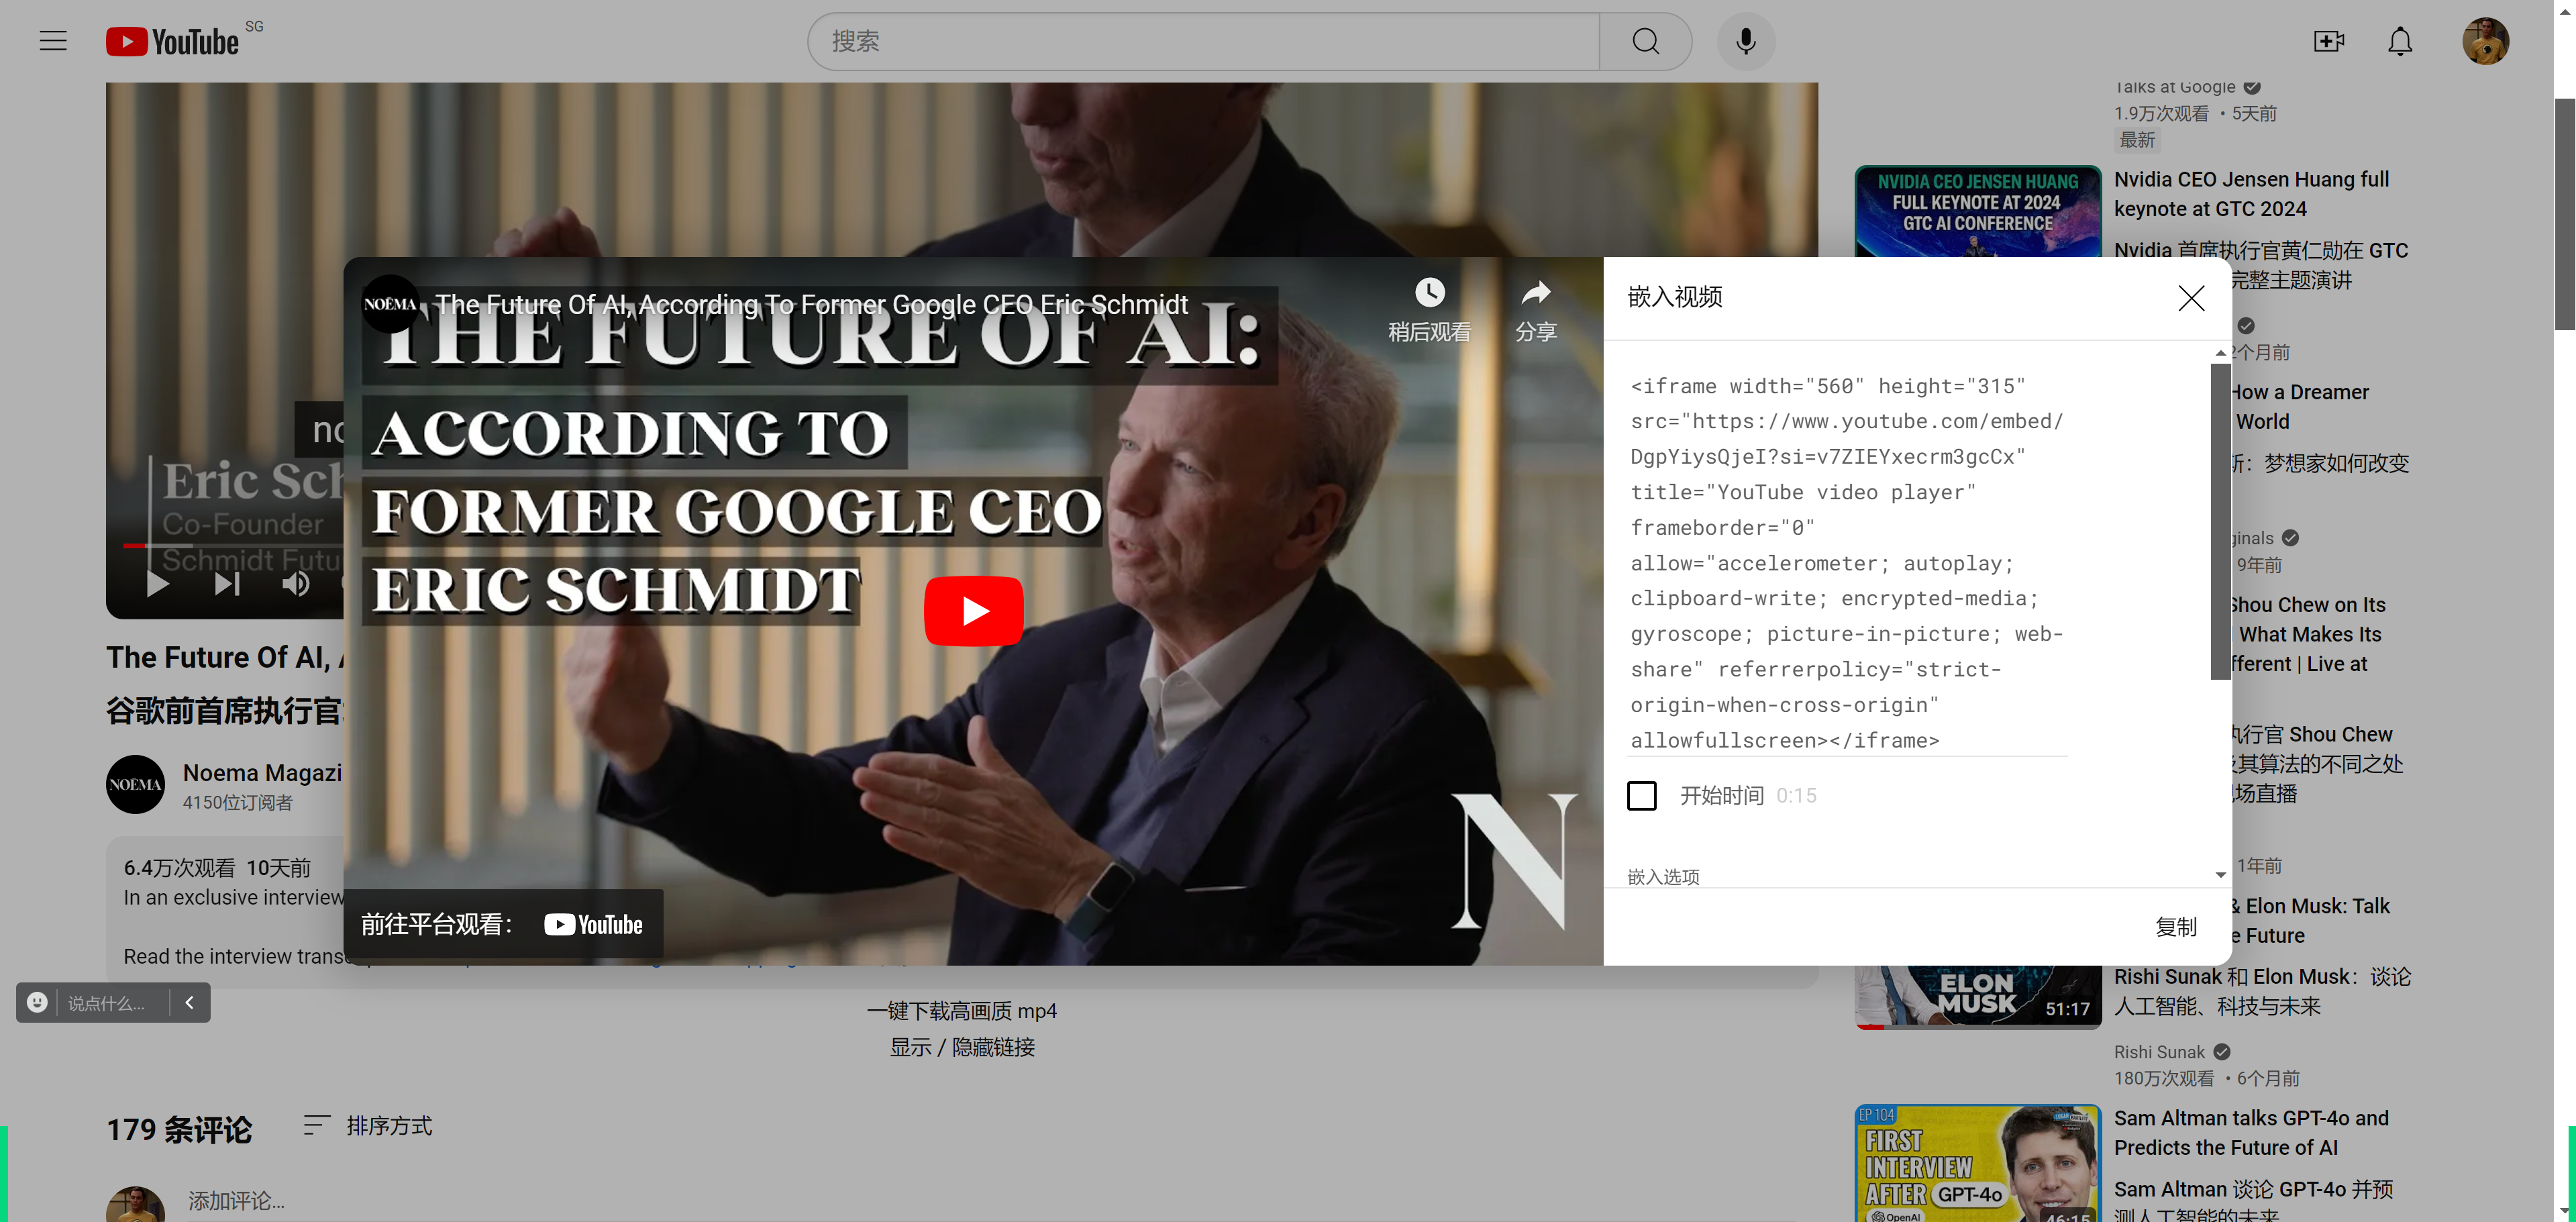 YouTube SG
搜索
Talks at Google
1.9万次观看 • 5天前
最新
NVIDIA CEO JENSEN HUANG
FULL KEYNOTE AT 2024
GTC AI CONFERENCE
Nvidia CEO Jensen Huang full
keynote at GTC 2024
Nvidia 首席执行官黄仁勋在 GTC
完整主题演讲
2个月前
How a Dreamer
World
梦想家如何改变
9年前
Shou Chew on Its
What Makes Its
| Live at
执行官 Shou Chew
及其算法的不同之处
1年前
& Elon Musk: Talk
Future
ELON
MUSK
51:17
Rishi Sunak 和 Elon Musk：谈论
人工智能、科技与未来
Rishi Sunak
180万次观看 • 6个月前
EP 104
FIRST
INTERVIEW
AFTER GPT-4o
OpenAI
46:15
Sam Altman talks GPT-4o and
Predicts the Future of AI
Sam Altman 谈论 GPT-4o 并预
测人工智能的未来
Eric
Co-Founder
Schmidt
The Future Of AI,
谷歌前首席执行官
NOĒMA
Noema
4150位订阅者
6.4万次观看 10天前
In an exclusive interview
Read the interview
说点什么...
一键下载高画质 mp4
显示 / 隐藏链接
179 条评论
排序方式
添加评论...
NOĒMA
The Future Of AI, According To Former Google CEO Eric Schmidt
稍后观看
分享
THE FUTURE OF AI:
ACCORDING TO
FORMER GOOGLE CEO
ERIC SCHMIDT
N
前往平台观看： YouTube
嵌入视频
<iframe width="560" height="315"
src="https://www.youtube.com/embed/
DgpYiysQjeI?si=v7ZIEYxecrm3gcCx"
title="YouTube video player"
frameborder="0"
allow="accelerometer; autoplay;
clipboard-write; encrypted-media;
gyroscope; picture-in-picture; web-
share" referrerpolicy="strict-
origin-when-cross-origin"
allowfullscreen></iframe>
开始时间 0:15
嵌入选项
复制